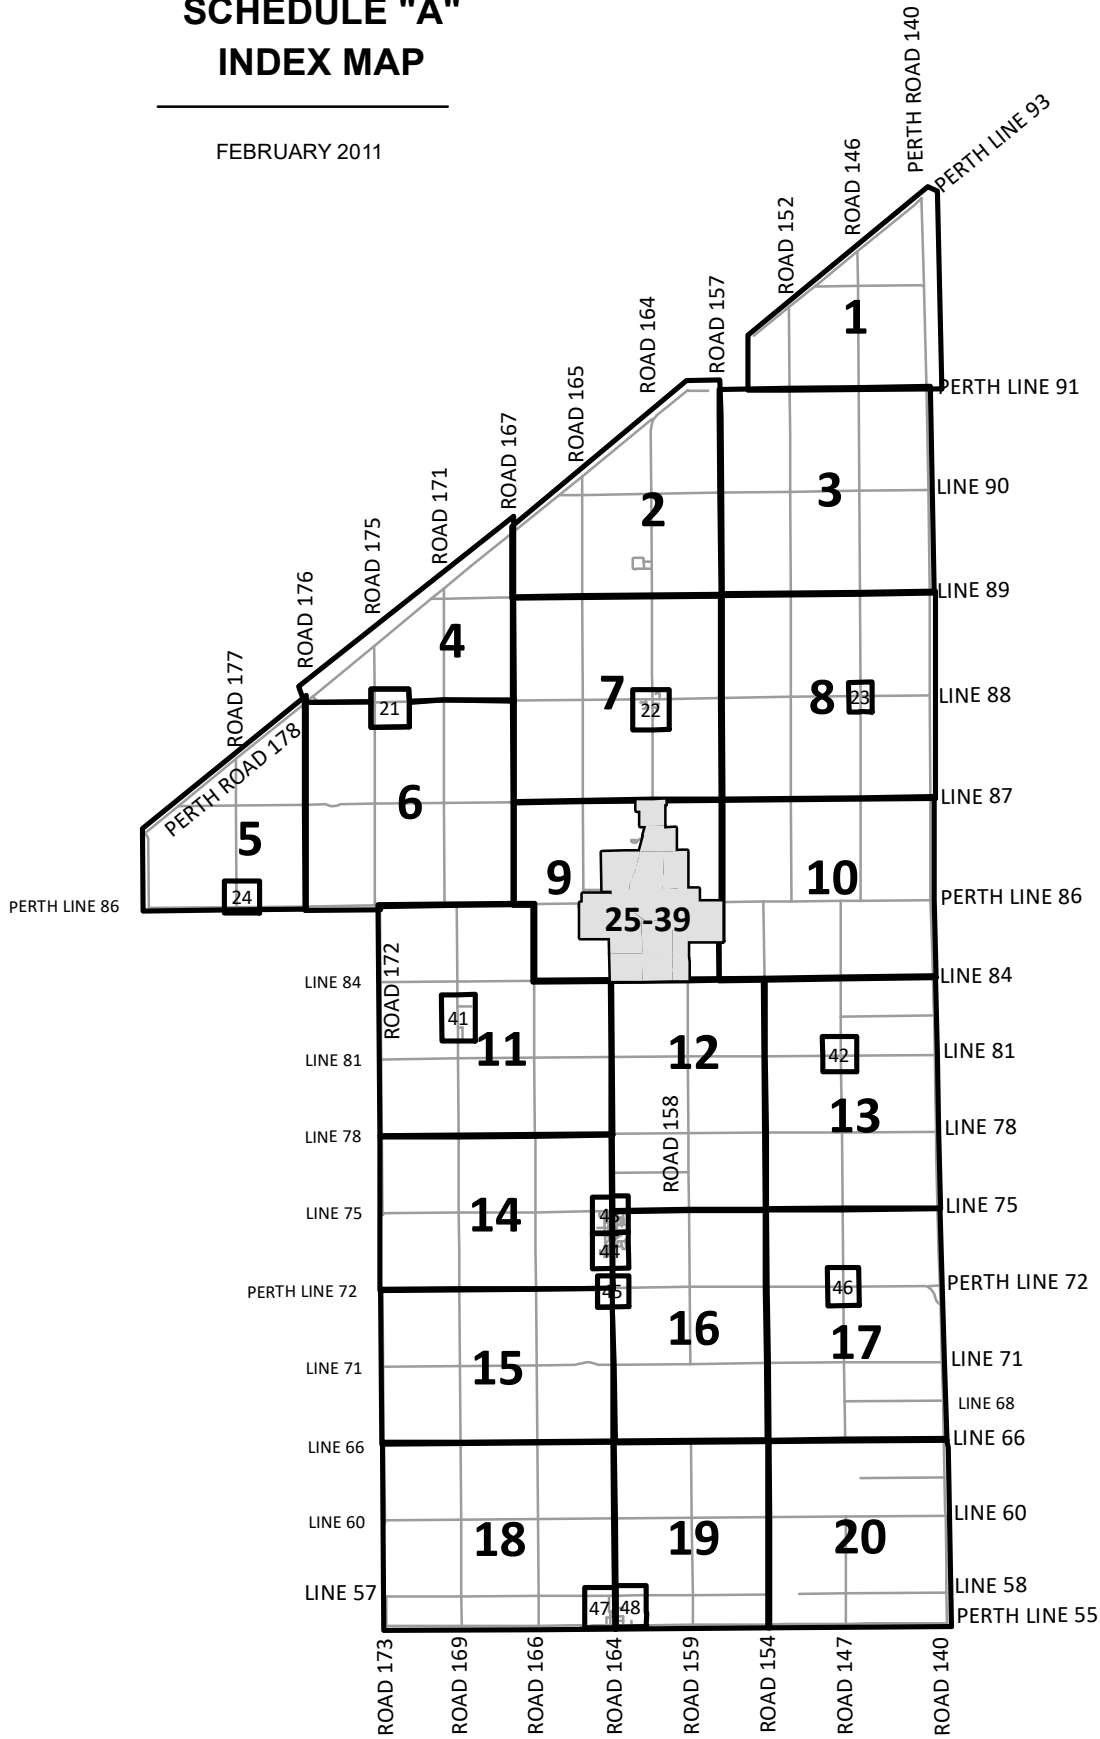 SCHEDULE "A"
INDEX MAP
FEBRUARY 2011
PERTH ROAD 140
PERTH LINE 93
ROAD 146
ROAD 152
ROAD 157
ROAD 164
ROAD 165
ROAD 167
ROAD 171
ROAD 175
ROAD 176
ROAD 177
PERTH ROAD 178
1
PERTH LINE 91
2
3
LINE 90
LINE 89
4
7
22
8
23
LINE 88
21
6
LINE 87
5
24
9
10
25-39
PERTH LINE 86
PERTH LINE 86
ROAD 172
LINE 84
LINE 84
41
11
12
42
LINE 81
LINE 81
13
ROAD 158
LINE 78
LINE 78
14
43
LINE 75
LINE 75
44
45
46
PERTH LINE 72
PERTH LINE 72
16
17
15
LINE 71
LINE 71
LINE 68
LINE 66
LINE 66
LINE 60
LINE 60
18
19
20
LINE 57
47
48
LINE 58
PERTH LINE 55
ROAD 173
ROAD 169
ROAD 166
ROAD 164
ROAD 159
ROAD 154
ROAD 147
ROAD 140